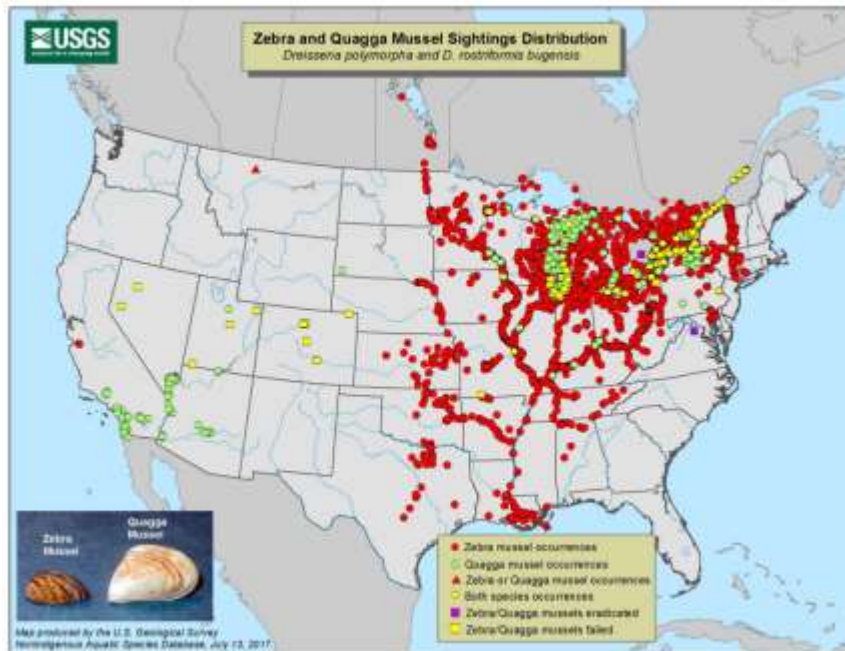 USGS
Zebra and Quagga Mussel Sightings Distribution
Dreissena polymorpha and D. rostriformis bugensis
Zebra Mussel
Quagga Mussel
Zebra mussel occurrences
Quagga mussel occurrences
Zebra or Quagga mussel occurrences
Both species occurrences
Zebra/Quagga mussels eradicated
Zebra/Quagga mussels failed
Map produced by the U.S. Geological Survey
Nonindigenous Aquatic Species Database, July 13, 2017